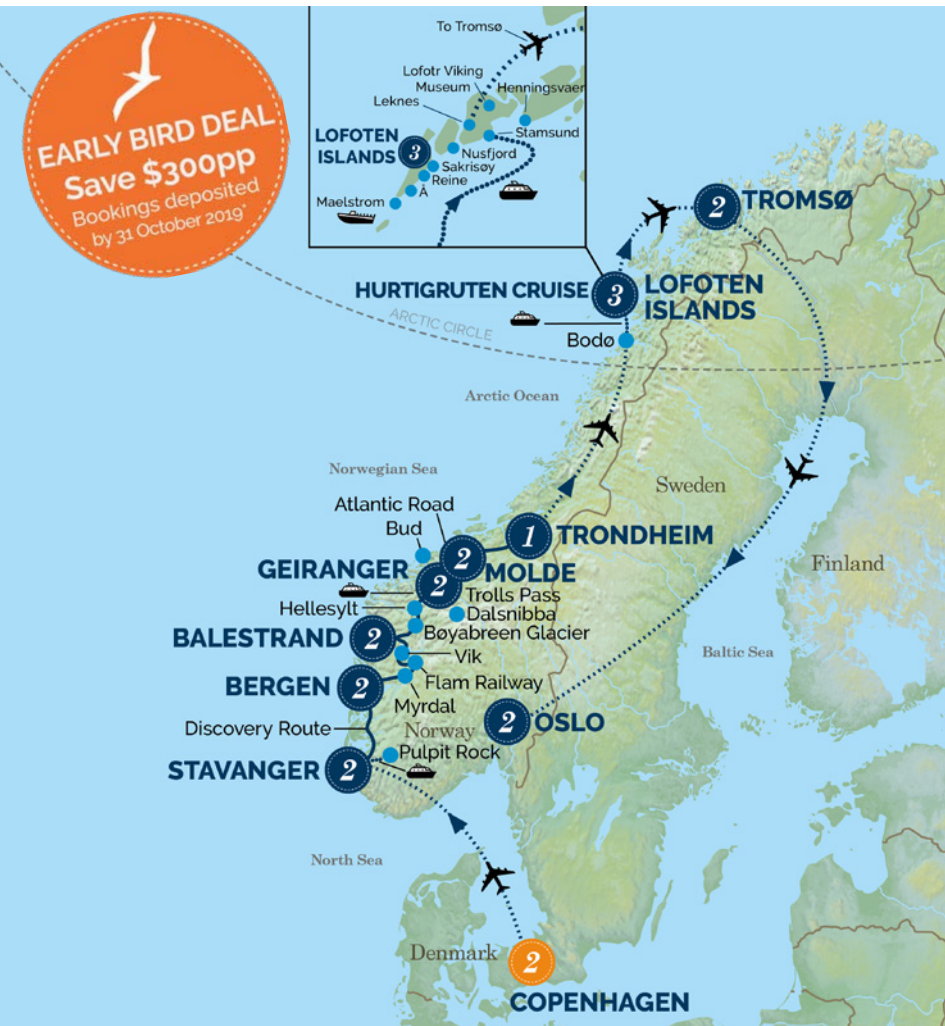 EARLY BIRD DEAL
Save $300pp
Bookings deposited
by 31 October 2019*
To Tromsø
Lofotr Viking
Museum
Henningsvaer
Leknes
Stamsund
LOFOTEN
ISLANDS
3
Nusfjord
Sakrisøy
Reine
Å
Maelstrom
2
TROMSØ
HURTIGRUTEN CRUISE
3
LOFOTEN
ISLANDS
ARCTIC CIRCLE
Bodø
Arctic Ocean
Norwegian Sea
Sweden
Atlantic Road
Bud
1
TRONDHEIM
Finland
GEIRANGER
2
2
MOLDE
Trolls Pass
Hellesylt
Dalsnibba
Bøyabreen Glacier
BALESTRAND
2
Vik
Baltic Sea
BERGEN
2
Flam Railway
Myrdal
Discovery Route
Norway
2
OSLO
Pulpit Rock
STAVANGER
2
North Sea
Denmark
2
COPENHAGEN